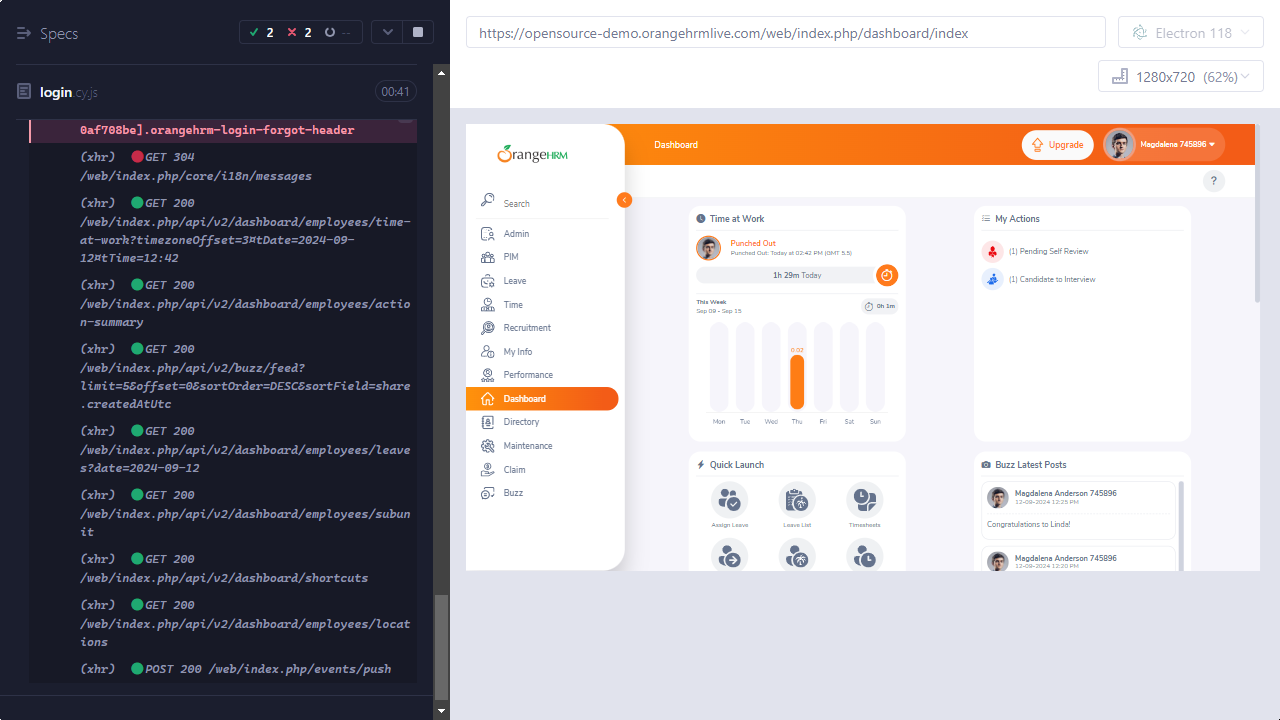 Specs
2
2
--
login.cy.js
00:41
0af708be].orangehrm-login-forgot-header
(xhr) GET 304
/web/index.php/core/i18n/messages
(xhr) GET 200
/web/index.php/api/v2/dashboard/employees/time-
at-work?timezoneOffset=3¤tDate=2024-09-
12¤tTime=12:42
(xhr) GET 200
/web/index.php/api/v2/dashboard/employees/actio
n-summary
(xhr) GET 200
/web/index.php/api/v2/buzz/feed?
limit=5&offset=0&sortOrder=DESC&sortField=share
.createdAtUtc
(xhr) GET 200
/web/index.php/api/v2/dashboard/employees/leave
s?date=2024-09-12
(xhr) GET 200
/web/index.php/api/v2/dashboard/employees/subun
it
(xhr) GET 200
/web/index.php/api/v2/dashboard/shortcuts
(xhr) GET 200
/web/index.php/api/v2/dashboard/employees/locat
ions
(xhr) POST 200 /web/index.php/events/push
https://opensource-demo.orangehrmlive.com/web/index.php/dashboard/index
Electron 118
1280x720 (62%)
OrangeHRM
Search
Admin
PIM
Leave
Time
Recruitment
My Info
Performance
Dashboard
Directory
Maintenance
Claim
Buzz
Dashboard
Upgrade
Magdalena 745896
?
Time at Work
Punched Out
Punched Out: Today at 02:42 PM (GMT 5.5)
1h 29m Today
This Week
Sep 09 - Sep 15
0h 1m
0:02
Mon Tue Wed Thu Fri Sat Sun
My Actions
(1) Pending Self Review
(1) Candidate to Interview
Quick Launch
Assign Leave
Leave List
Timesheets
Buzz Latest Posts
Magdalena Anderson 745896
12-09-2024 12:25 PM
Congratulations to Linda!
Magdalena Anderson 745896
12-09-2024 12:20 PM